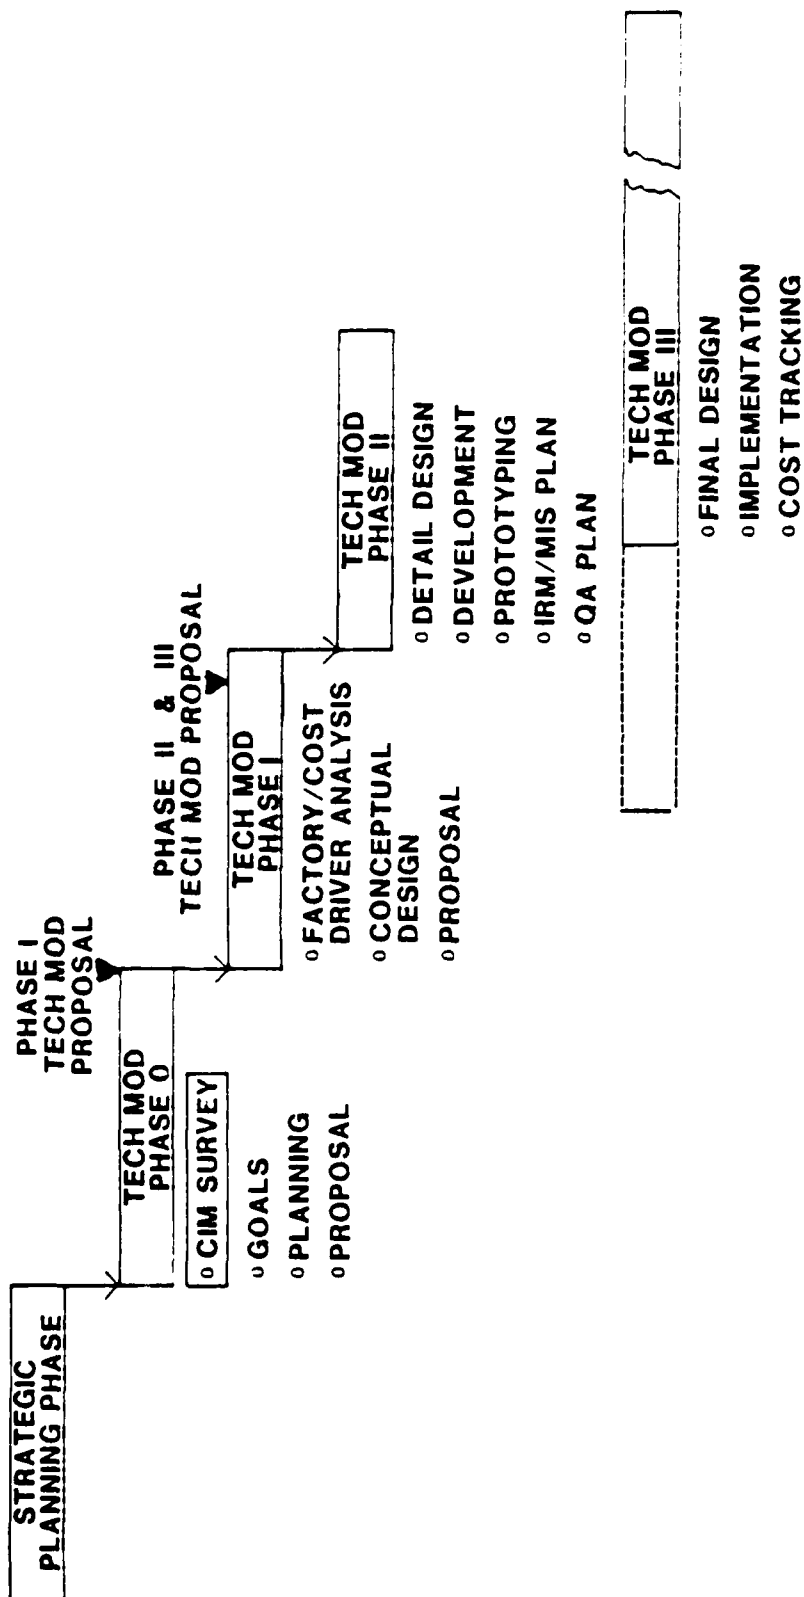 STRATEGIC
PLANNING PHASE
PHASE I
TECH MOD
PROPOSAL
TECH MOD
PHASE 0
o CIM SURVEY
o GOALS
o PLANNING
o PROPOSAL
PHASE II & III
TECH MOD PROPOSAL
TECH MOD
PHASE I
o FACTORY/COST
DRIVER ANALYSIS
o CONCEPTUAL
DESIGN
o PROPOSAL
TECH MOD
PHASE II
o DETAIL DESIGN
o DEVELOPMENT
o PROTOTYPING
o IRM/MIS PLAN
o QA PLAN
TECH MOD
PHASE III
o FINAL DESIGN
o IMPLEMENTATION
o COST TRACKING